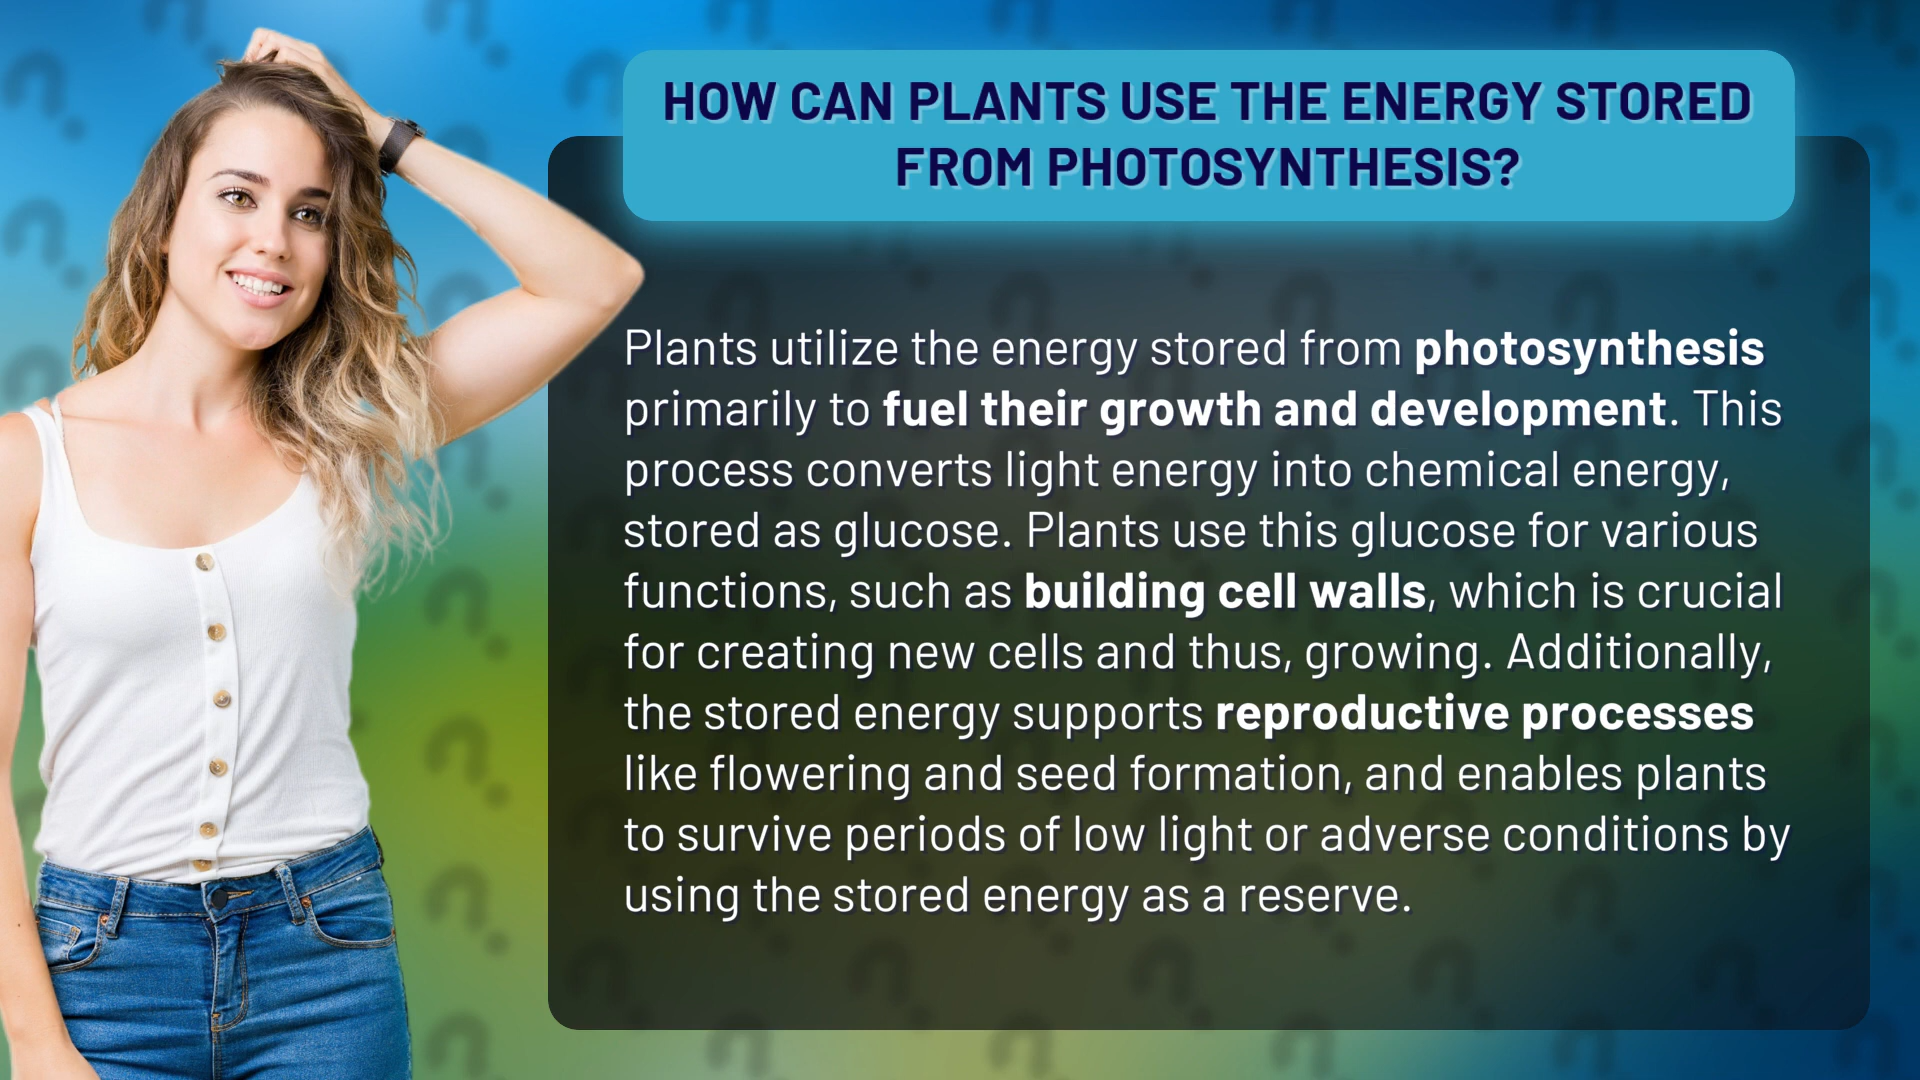 HOW CAN PLANTS USE THE ENERGY STORED
FROM PHOTOSYNTHESIS?
Plants utilize the energy stored from photosynthesis
primarily to fuel their growth and development. This
process converts light energy into chemical energy,
stored as glucose. Plants use this glucose for various
functions, such as building cell walls, which is crucial
for creating new cells and thus, growing. Additionally,
the stored energy supports reproductive processes
like flowering and seed formation, and enables plants
to survive periods of low light or adverse conditions by
using the stored energy as a reserve.